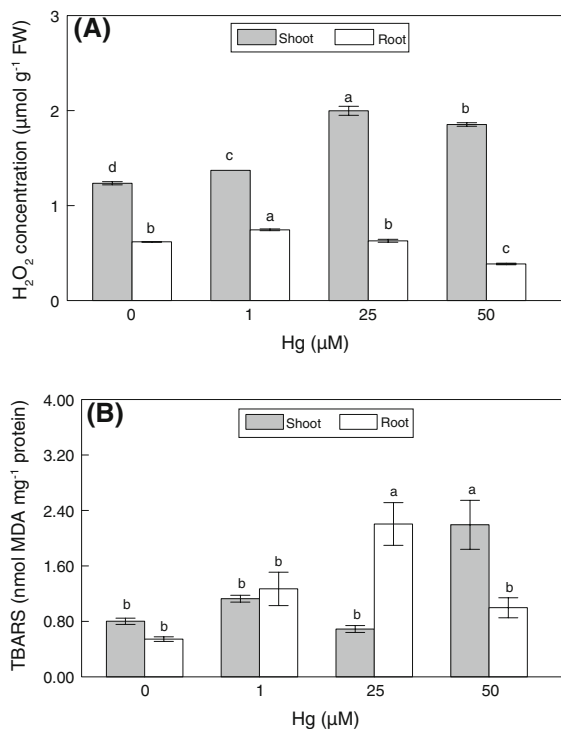 (A)
Shoot Root
H₂O₂ concentration (μmol g⁻¹ FW)
3
2
1
0
d
b
c
a
a
b
b
c
0 1 25 50
Hg (μM)
(B)
Shoot Root
TBARS (nmol MDA mg⁻¹ protein)
4.00
3.20
2.40
1.60
0.80
0.00
b
b
b
b
b
a
a
b
0 1 25 50
Hg (μM)